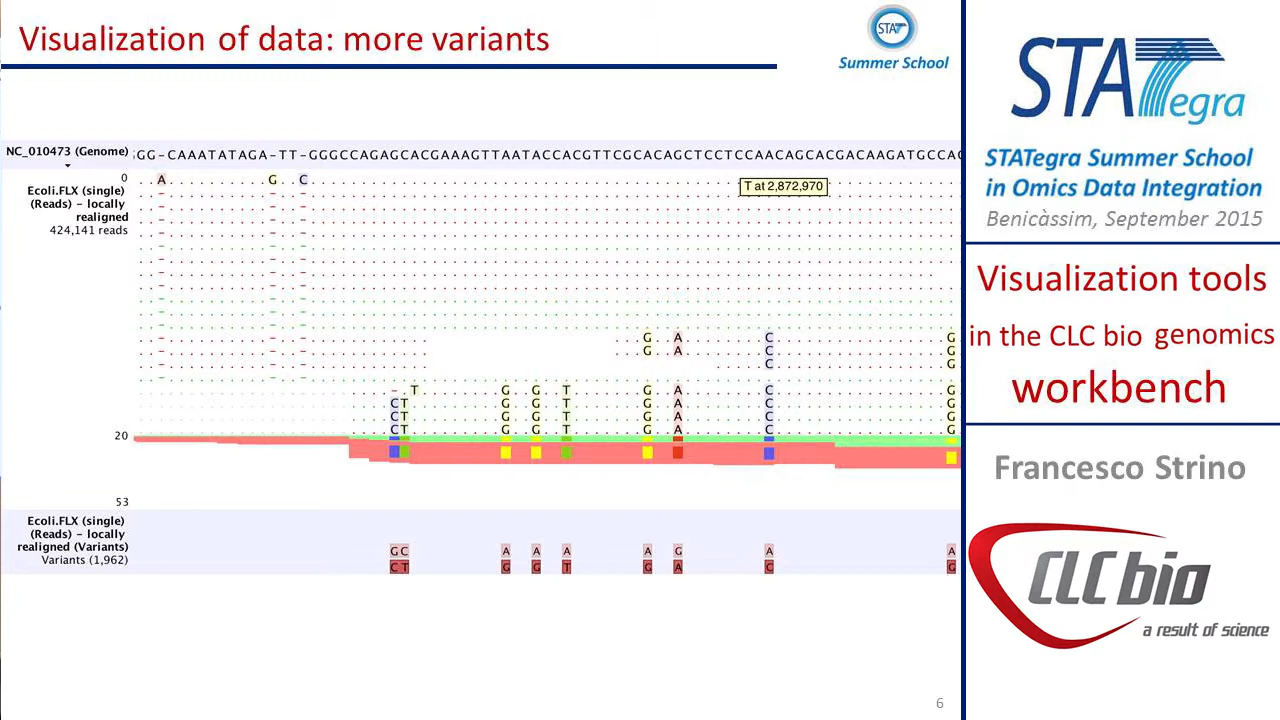 Visualization of data: more variants
STAT
Summer School
NC_010473 (Genome)
GG-CAAATATAGA-TT-GGGCCAGAGCACGAAAGTTAATACCACGTTCGCACAGCTCCTCCAACAGCACGACAAGATGCCAC
0
Ecoli.FLX (single)
(Reads) – locally
realigned
424,141 reads
A G C
T at 2,872,970
G A C G
G A C G
C G
- T G G T G A C G
C T G G T G A C G
C T G G T G A C G
C T G G T G A C G
20
53
Ecoli.FLX (single)
(Reads) – locally
realigned (Variants)
Variants (1,962)
G C A A A A G A A
C T G G T G A C G
6
STATegra
STATegra Summer School
in Omics Data Integration
Benicàssim, September 2015
Visualization tools
in the CLC bio genomics
workbench
Francesco Strino
CLC bio
a result of science